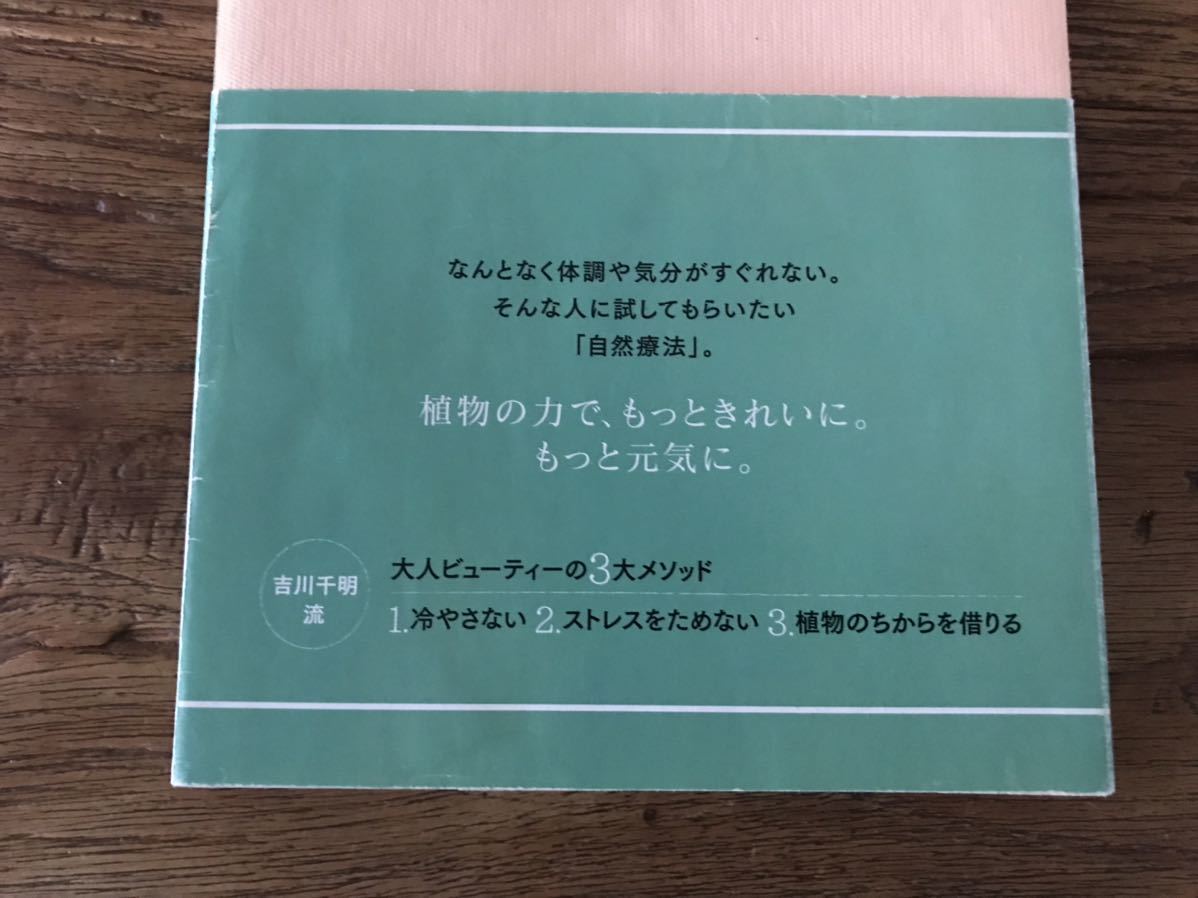 なんとなく体調や気分がすぐれない。
そんな人に試してもらいたい
「自然療法」。
植物の力で、もっときれいに。
もっと元気に。
吉川千明
流
大人ビューティーの3大メソッド
1.冷やさない 2.ストレスをためない 3.植物のちからを借りる